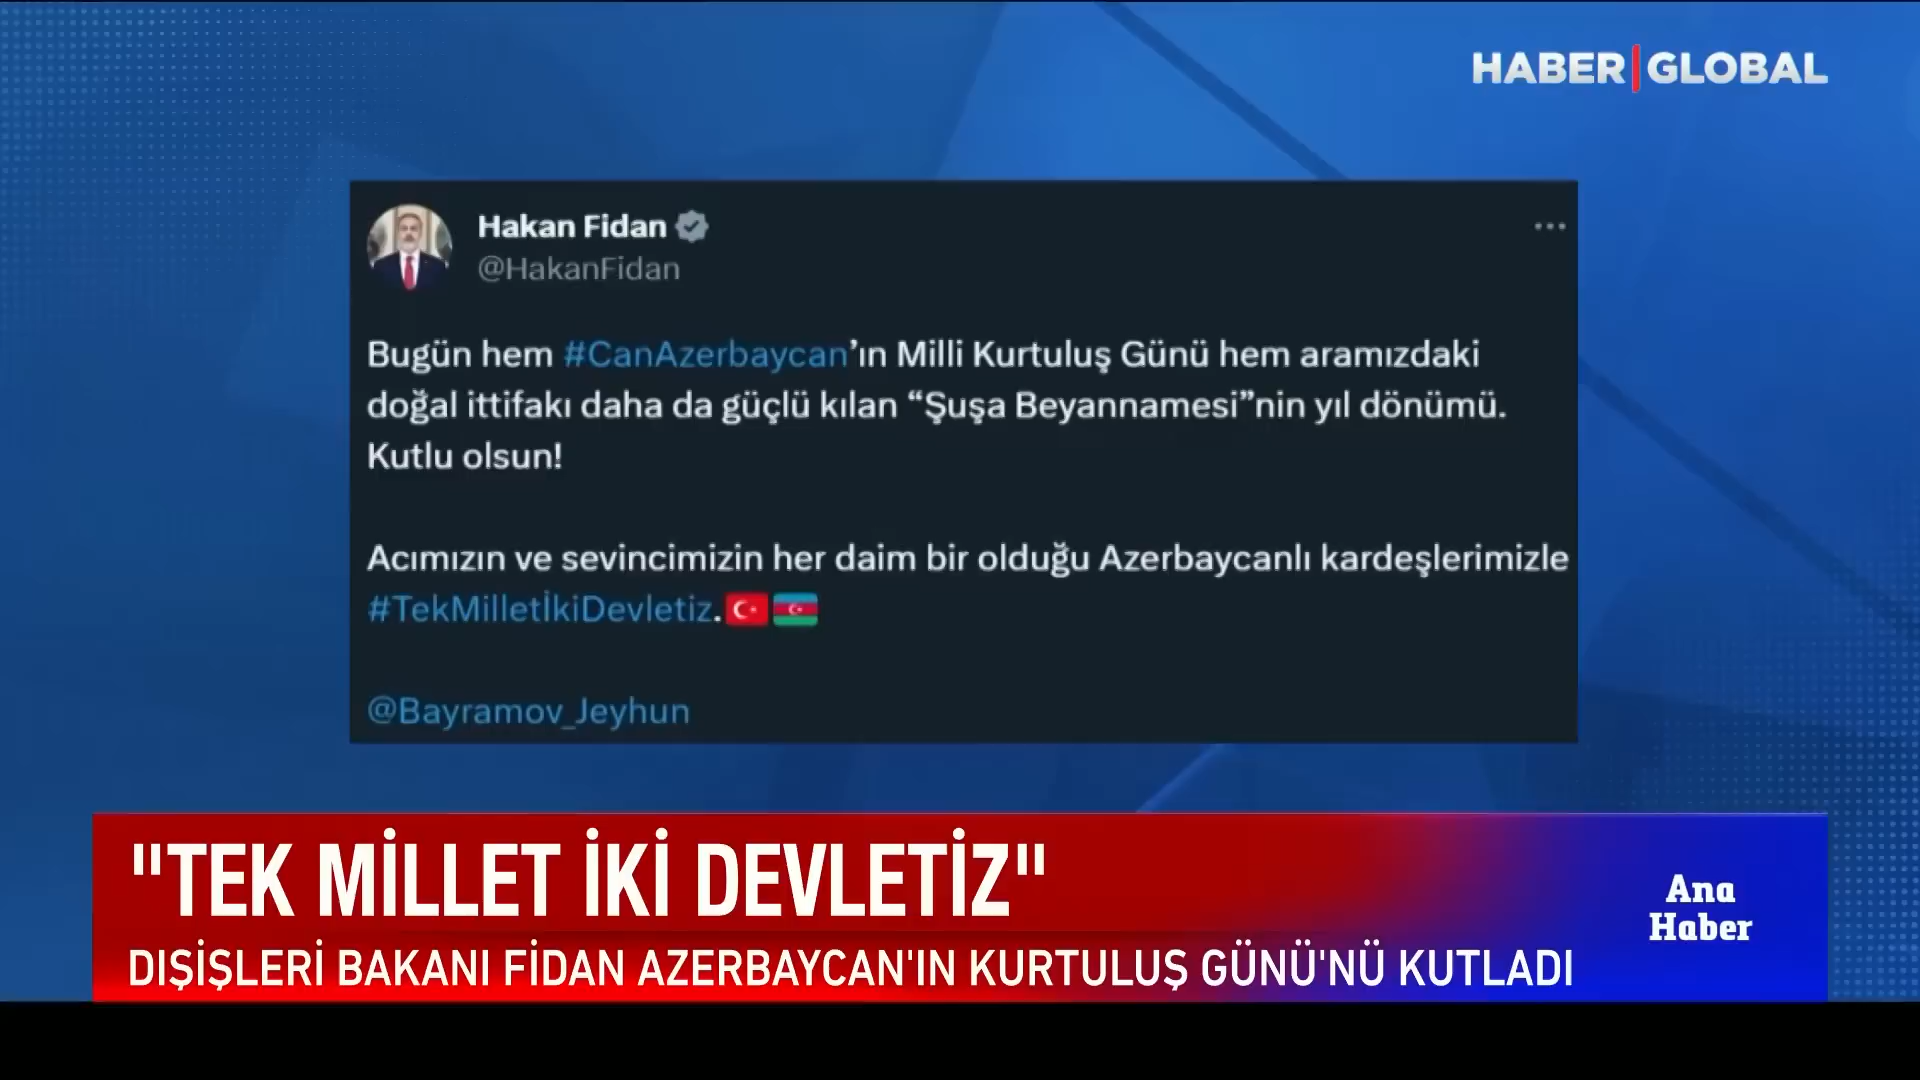 HABER GLOBAL
Hakan Fidan
@HakanFidan
Bugün hem #CanAzerbaycan’ın Milli Kurtuluş Günü hem aramızdaki
doğal ittifakı daha da güçlü kılan “Şuşa Beyannamesi”nin yıl dönümü.
Kutlu olsun!
Acımızın ve sevincimizin her daim bir olduğu Azerbaycanlı kardeşlerimizle
#TekMilletİkiDevletiz.
@Bayramov_Jeyhun
"TEK MİLLET İKİ DEVLETİZ"
DIŞİŞLERİ BAKANI FİDAN AZERBAYCAN'IN KURTULUŞ GÜNÜ'NÜ KUTLADI
Ana
Haber